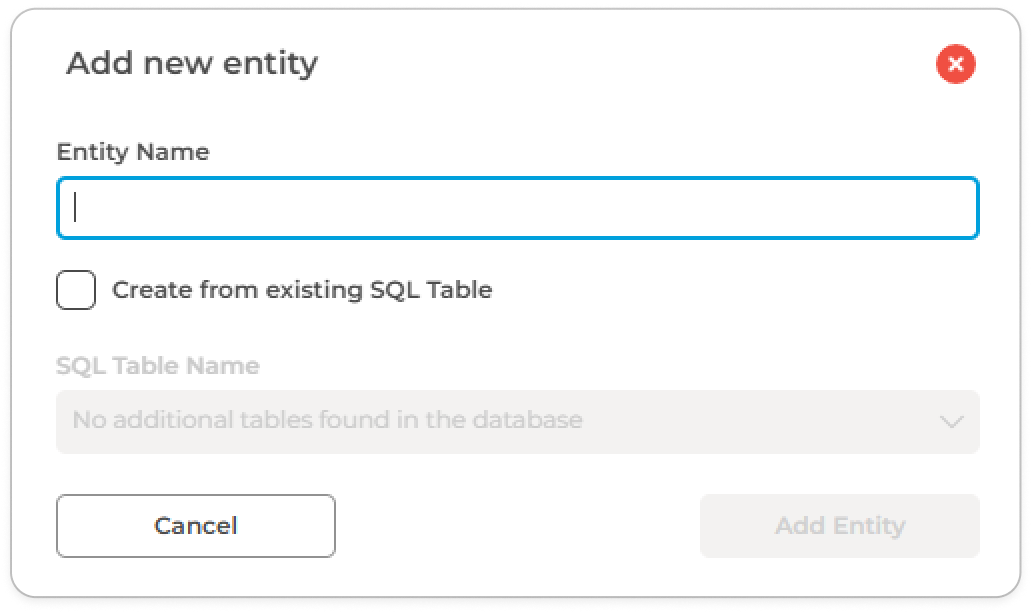 Add new entity
Entity Name
Create from existing SQL Table
SQL Table Name
No additional tables found in the database
Cancel
Add Entity